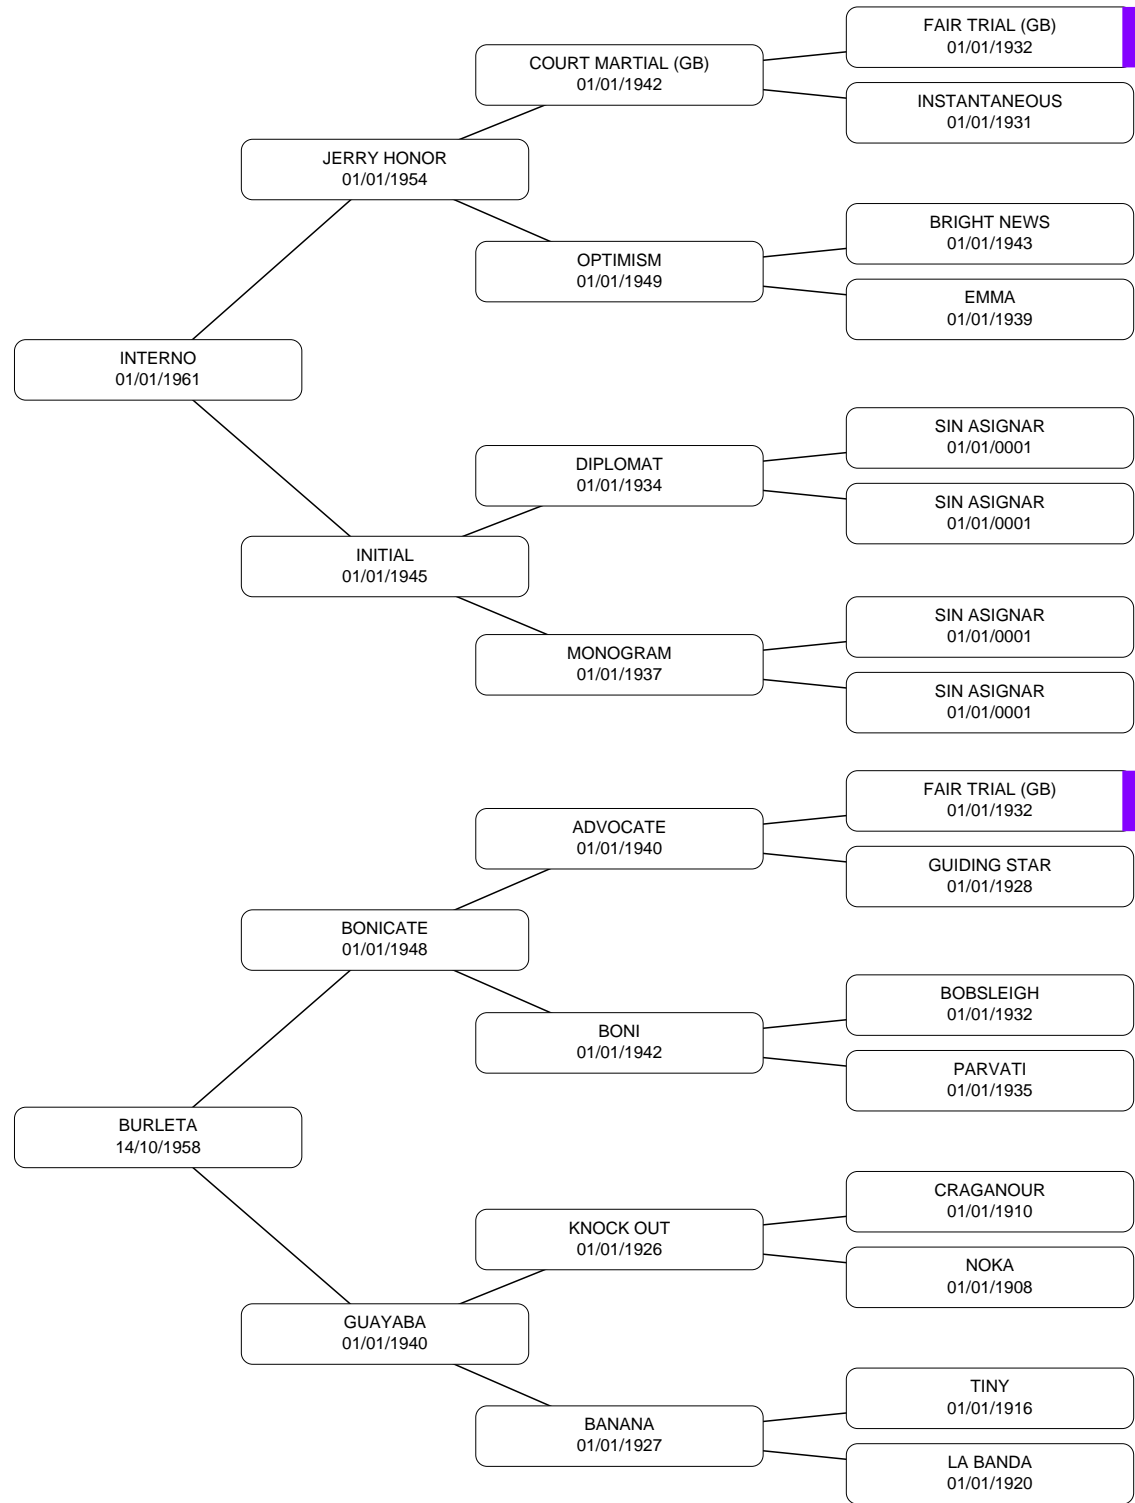 FAIR TRIAL (GB)
01/01/1932
COURT MARTIAL (GB)
01/01/1942
INSTANTANEOUS
01/01/1931
JERRY HONOR
01/01/1954
BRIGHT NEWS
01/01/1943
OPTIMISM
01/01/1949
EMMA
01/01/1939
INTERNO
01/01/1961
SIN ASIGNAR
01/01/0001
DIPLOMAT
01/01/1934
SIN ASIGNAR
01/01/0001
INITIAL
01/01/1945
SIN ASIGNAR
01/01/0001
MONOGRAM
01/01/1937
SIN ASIGNAR
01/01/0001
FAIR TRIAL (GB)
01/01/1932
ADVOCATE
01/01/1940
GUIDING STAR
01/01/1928
BONICATE
01/01/1948
BOBSLEIGH
01/01/1932
BONI
01/01/1942
PARVATI
01/01/1935
BURLETA
14/10/1958
CRAGANOUR
01/01/1910
KNOCK OUT
01/01/1926
NOKA
01/01/1908
GUAYABA
01/01/1940
TINY
01/01/1916
BANANA
01/01/1927
LA BANDA
01/01/1920